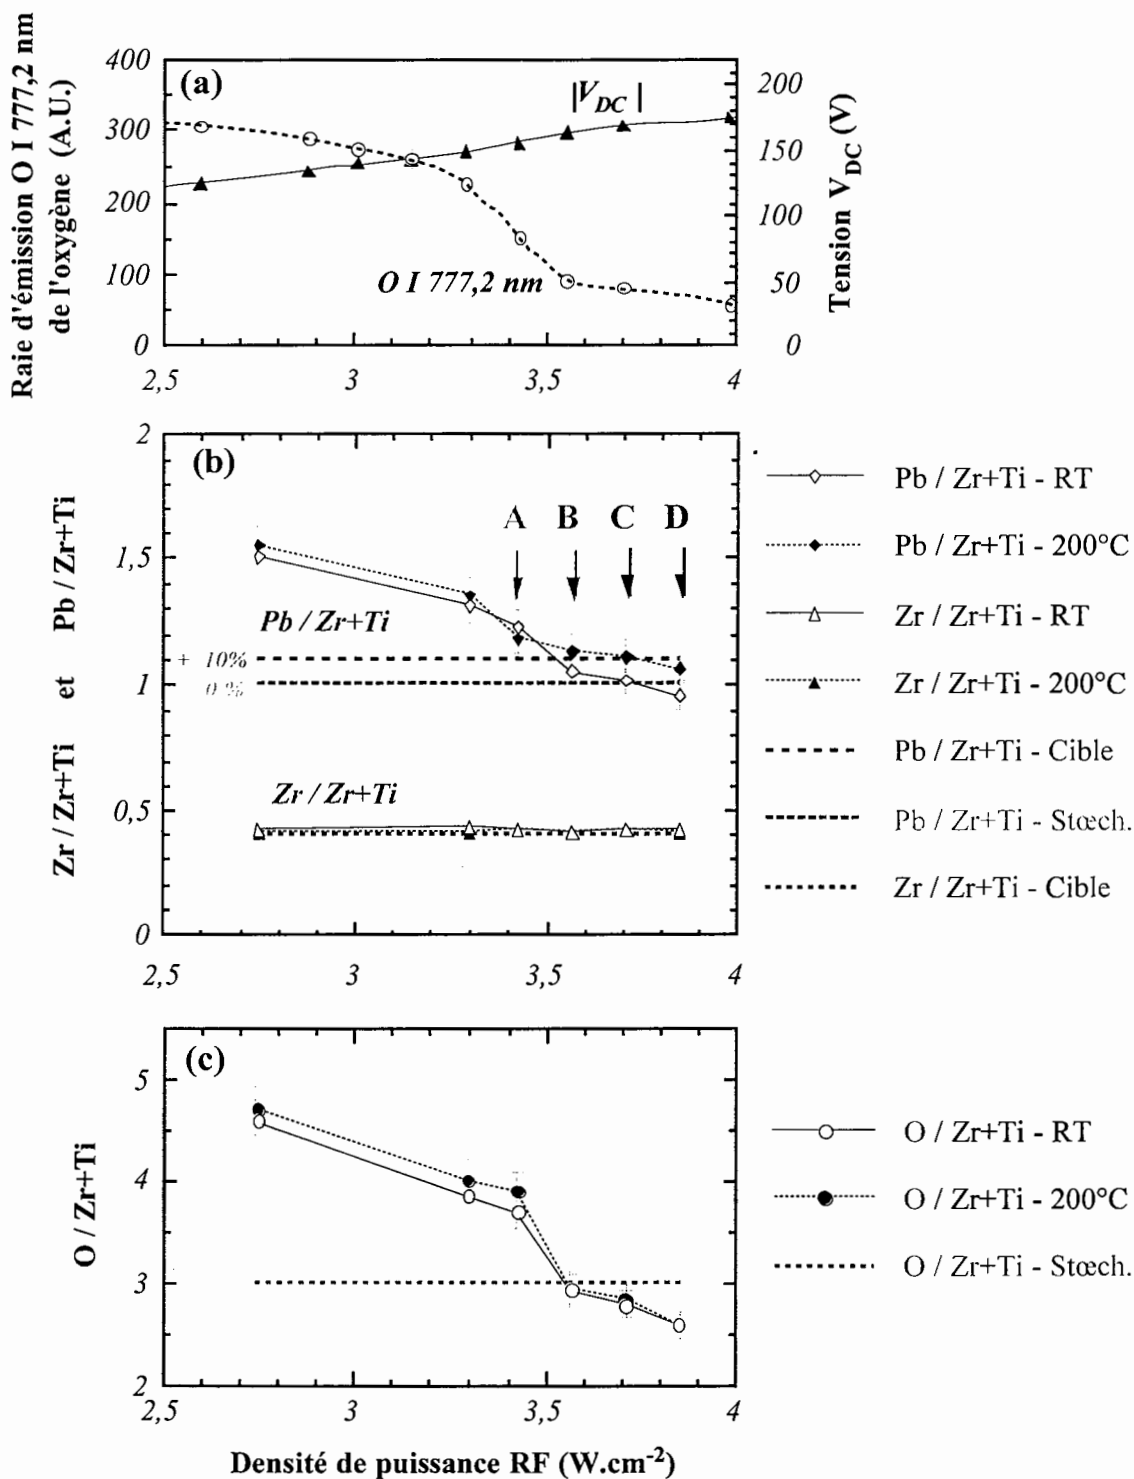 Raie d'émission O I 777,2 nm
de l'oxygène (A.U.)
400
300
200
100
0
(a)
|V_DC|
O I 777,2 nm
200
150
100
50
0
Tension V_DC (V)
2,5 3 3,5 4
Zr / Zr+Ti et Pb / Zr+Ti
2
1,5
+ 10%
1
0 %
0,5
0
(b)
A B C D
Pb / Zr+Ti
Zr / Zr+Ti
2,5 3 3,5 4
Pb / Zr+Ti - RT
Pb / Zr+Ti - 200°C
Zr / Zr+Ti - RT
Zr / Zr+Ti - 200°C
Pb / Zr+Ti - Cible
Pb / Zr+Ti - Stœch.
Zr / Zr+Ti - Cible
O / Zr+Ti
5
4
3
2
(c)
O / Zr+Ti - RT
O / Zr+Ti - 200°C
O / Zr+Ti - Stœch.
2,5 3 3,5 4
Densité de puissance RF (W.cm⁻²)